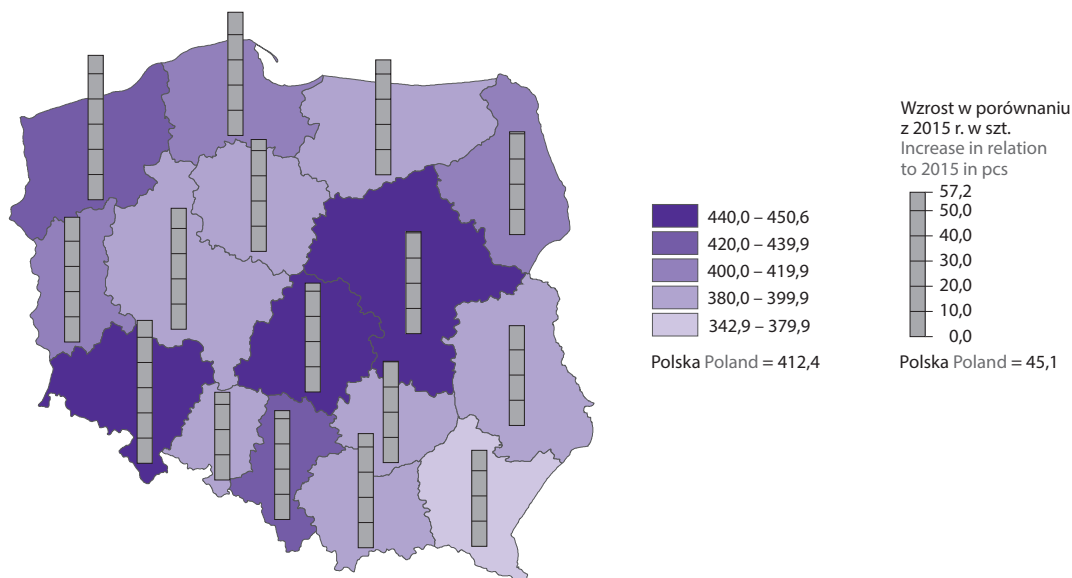 Wzrost w porównaniu
z 2015 r. w szt.
Increase in relation
to 2015 in pcs
57,2
50,0
40,0
30,0
20,0
10,0
0,0
Polska Poland = 45,1
440,0 – 450,6
420,0 – 439,9
400,0 – 419,9
380,0 – 399,9
342,9 – 379,9
Polska Poland = 412,4